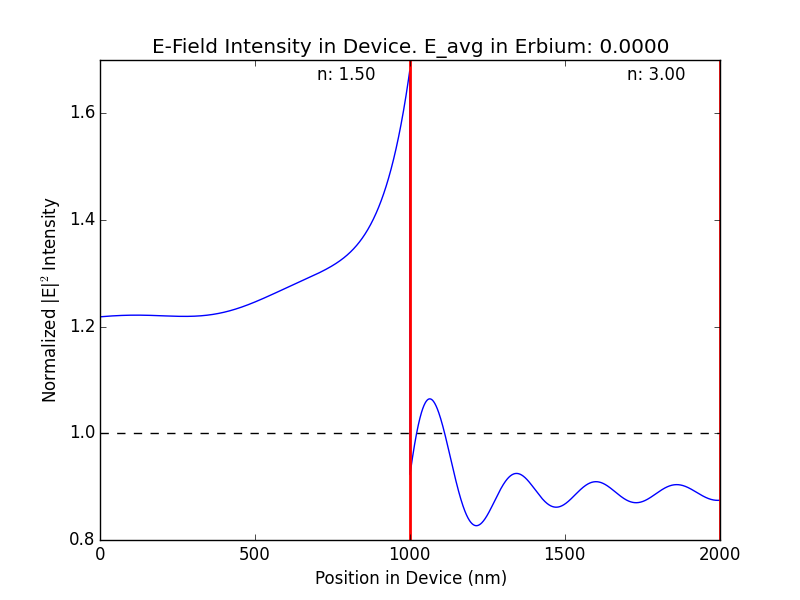 E-Field Intensity in Device. E_avg in Erbium: 0.0000
n: 1.50
n: 3.00
1.6
1.4
1.2
1.0
0.8
Normalized |E|² Intensity
0
500
1000
1500
2000
Position in Device (nm)